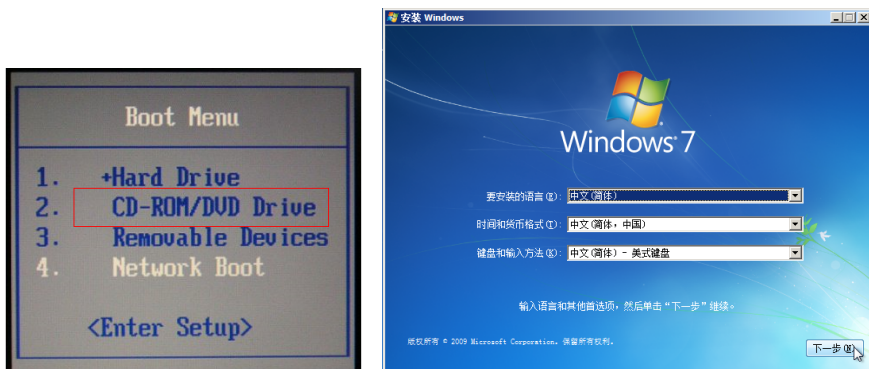 Boot Menu
1. +Hard Drive
2. CD-ROM/DVD Drive
3. Removable Devices
4. Network Boot
<Enter Setup>
安装 Windows
Windows 7
要安装的语言(E): 中文(简体)
时间和货币格式(T): 中文(简体，中国)
键盘和输入方法(K): 中文(简体) - 美式键盘
输入语言和其他首选项，然后单击“下一步”继续。
版权所有 © 2009 Microsoft Corporation。保留所有权利。
下一步(N)